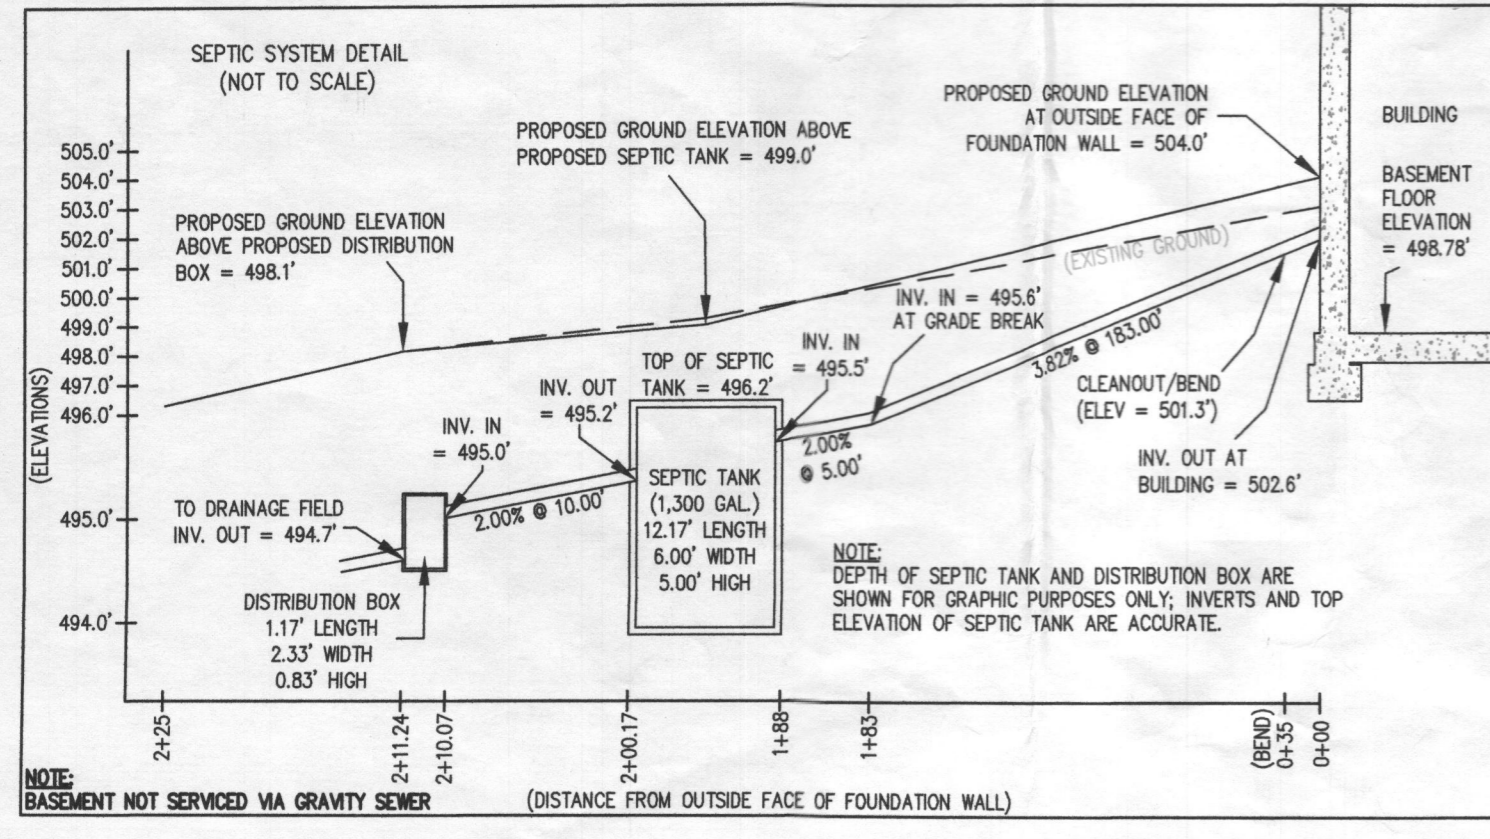 SEPTIC SYSTEM DETAIL
(NOT TO SCALE)
PROPOSED GROUND ELEVATION ABOVE
PROPOSED SEPTIC TANK = 499.0'
PROPOSED GROUND ELEVATION
AT OUTSIDE FACE OF
FOUNDATION WALL = 504.0'
BUILDING
BASEMENT
FLOOR
ELEVATION
= 498.78'
PROPOSED GROUND ELEVATION
ABOVE PROPOSED DISTRIBUTION
BOX = 498.1'
505.0'
504.0'
503.0'
502.0'
501.0'
500.0'
499.0'
498.0'
497.0'
496.0'
495.0'
494.0'
(ELEVATIONS)
(EXISTING GROUND)
INV. IN = 495.6'
AT GRADE BREAK
INV. IN
= 495.5'
3.82% @ 183.00'
TOP OF SEPTIC
TANK = 496.2'
INV. OUT
= 495.2'
INV. IN
= 495.0'
CLEANOUT/BEND
(ELEV = 501.3')
INV. OUT AT
BUILDING = 502.6'
2.00%
@ 5.00'
2.00% @ 10.00'
SEPTIC TANK
(1,300 GAL.)
12.17' LENGTH
6.00' WIDTH
5.00' HIGH
TO DRAINAGE FIELD
INV. OUT = 494.7'
DISTRIBUTION BOX
1.17' LENGTH
2.33' WIDTH
0.83' HIGH
NOTE:
DEPTH OF SEPTIC TANK AND DISTRIBUTION BOX ARE
SHOWN FOR GRAPHIC PURPOSES ONLY; INVERTS AND TOP
ELEVATION OF SEPTIC TANK ARE ACCURATE.
2+25
2+11.24
2+10.07
2+00.17
1+88
1+83
(BEND)
0+35
0+00
NOTE:
BASEMENT NOT SERVICED VIA GRAVITY SEWER
(DISTANCE FROM OUTSIDE FACE OF FOUNDATION WALL)